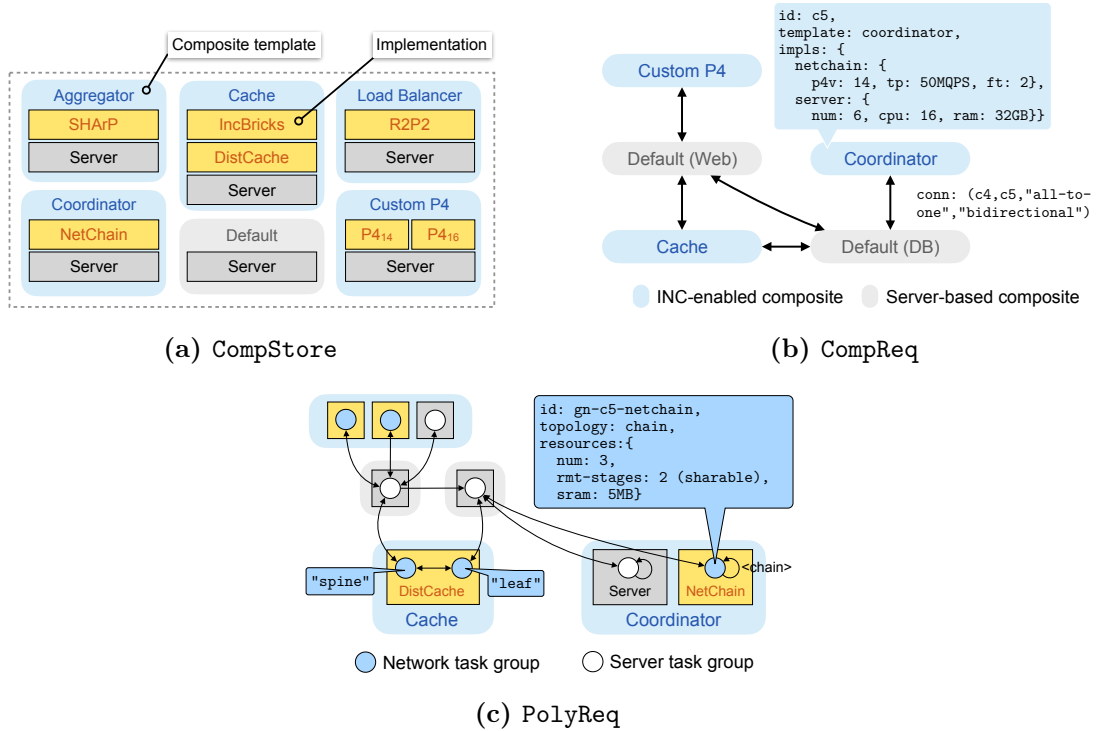 Composite template
Implementation
Aggregator
SHArP
Server
Cache
IncBricks
DistCache
Server
Load Balancer
R2P2
Server
Coordinator
NetChain
Server
Default
Server
Custom P4
P4₁₄ P4₁₆
Server
(a) CompStore
id: c5,
template: coordinator,
impls: {
netchain: {
p4v: 14, tp: 50MQPS, ft: 2},
server: {
num: 6, cpu: 16, ram: 32GB}}
Custom P4
Default (Web)
Coordinator
conn: (c4,c5,"all-to-
one","bidirectional")
Cache
Default (DB)
INC-enabled composite
Server-based composite
(b) CompReq
id: gn-c5-netchain,
topology: chain,
resources:{
num: 3,
rmt-stages: 2 (sharable),
sram: 5MB}
"spine"
"leaf"
DistCache
Cache
Server
NetChain
<chain>
Coordinator
Network task group
Server task group
(c) PolyReq